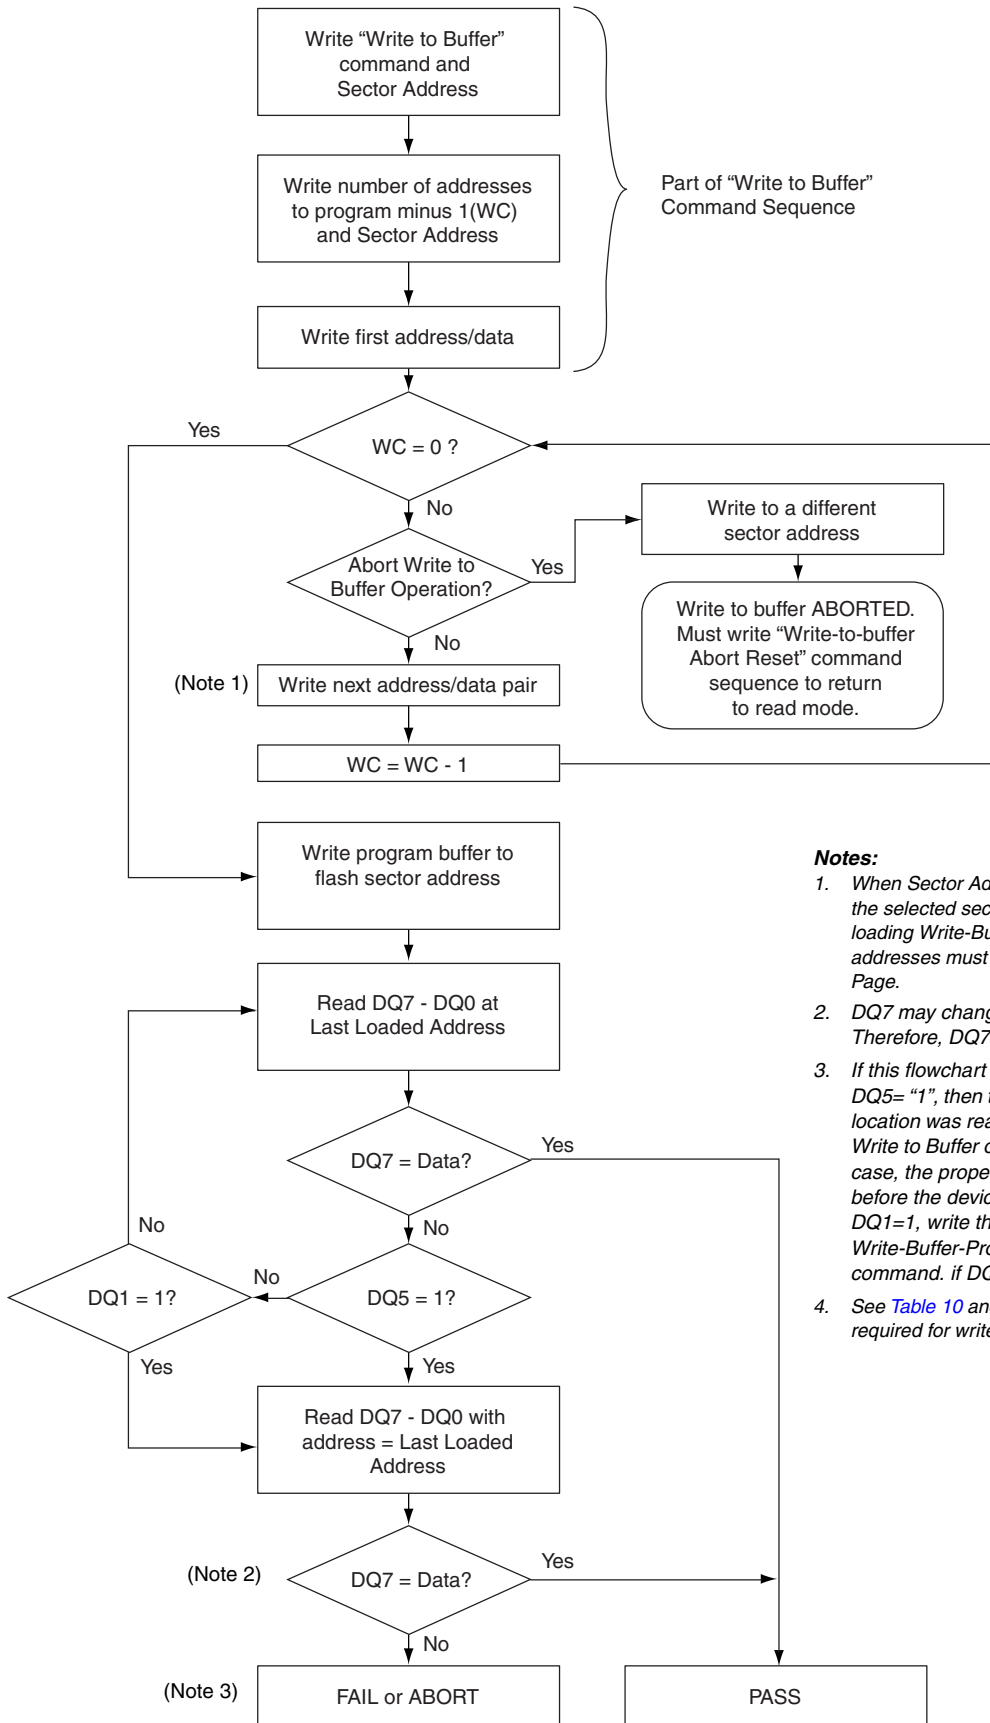 Write “Write to Buffer”
command and
Sector Address
Write number of addresses
to program minus 1(WC)
and Sector Address
Part of “Write to Buffer”
Command Sequence
Write first address/data
Yes
WC = 0 ?
No
Write to a different
sector address
Abort Write to
Buffer Operation?
Yes
Write to buffer ABORTED.
Must write “Write-to-buffer
Abort Reset” command
sequence to return
to read mode.
No
(Note 1)
Write next address/data pair
WC = WC - 1
Write program buffer to
flash sector address
Notes:
1. When Sector Ad
the selected sec
loading Write-Bu
addresses must
Page.
2. DQ7 may chang
Therefore, DQ7
3. If this flowchart
DQ5= “1”, then t
location was rea
Write to Buffer o
case, the prope
before the devic
DQ1=1, write th
Write-Buffer-Pro
command. if DQ
4. See Table 10 and
required for write
Read DQ7 - DQ0 at
Last Loaded Address
DQ7 = Data?
Yes
No
No
DQ1 = 1?
No
DQ5 = 1?
Yes
Yes
Read DQ7 - DQ0 with
address = Last Loaded
Address
(Note 2)
DQ7 = Data?
Yes
No
(Note 3)
FAIL or ABORT
PASS